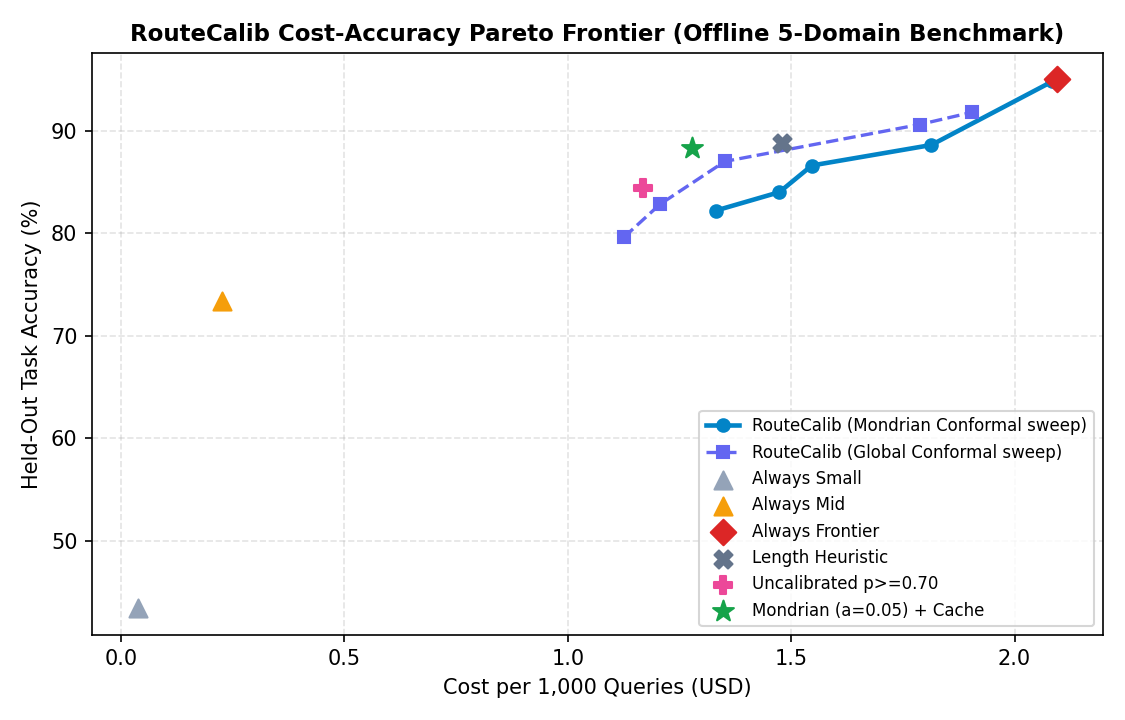 RouteCalib Cost-Accuracy Pareto Frontier (Offline 5-Domain Benchmark)
Held-Out Task Accuracy (%)
90
80
70
60
50
RouteCalib (Mondrian Conformal sweep)
RouteCalib (Global Conformal sweep)
Always Small
Always Mid
Always Frontier
Length Heuristic
Uncalibrated p>=0.70
Mondrian (a=0.05) + Cache
0.0 0.5 1.0 1.5 2.0
Cost per 1,000 Queries (USD)